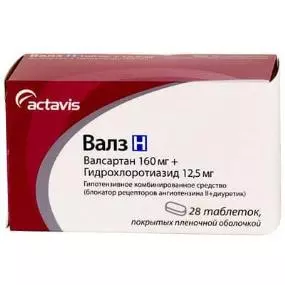 actavis
Валз H
Валсартан 160 мг +
Гидрохлоротиазид 12,5 мг
Гипотензивное комбинированное средство
(блокатор рецепторов ангиотензина II+диуретик)
28 таблеток,
покрытых пленочной оболочкой